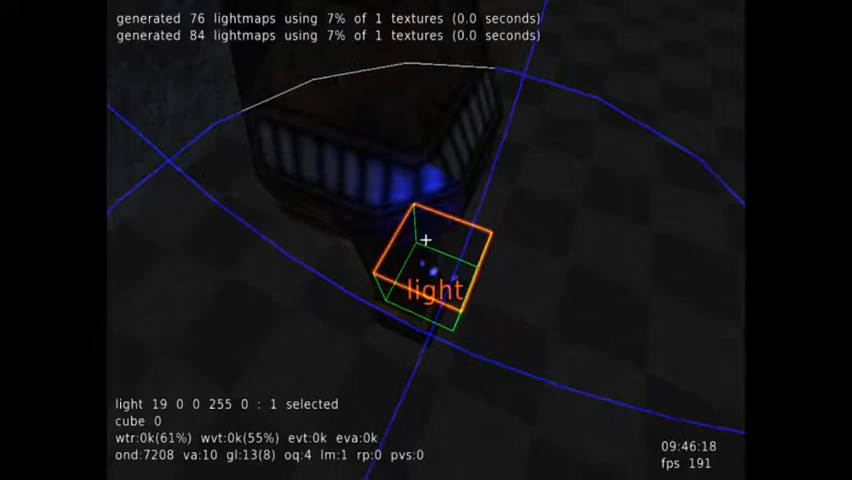 generated 76 lightmaps using 7% of 1 textures (0.0 seconds)
generated 84 lightmaps using 7% of 1 textures (0.0 seconds)
light
light 19 0 0 255 0 : 1 selected
cube 0
wtr:0k(61%) wvt:0k(55%) evt:0k eva:0k
ond:7208 va:10 gl:13(8) oq:4 lm:1 rp:0 pvs:0
09:46:18
fps 191